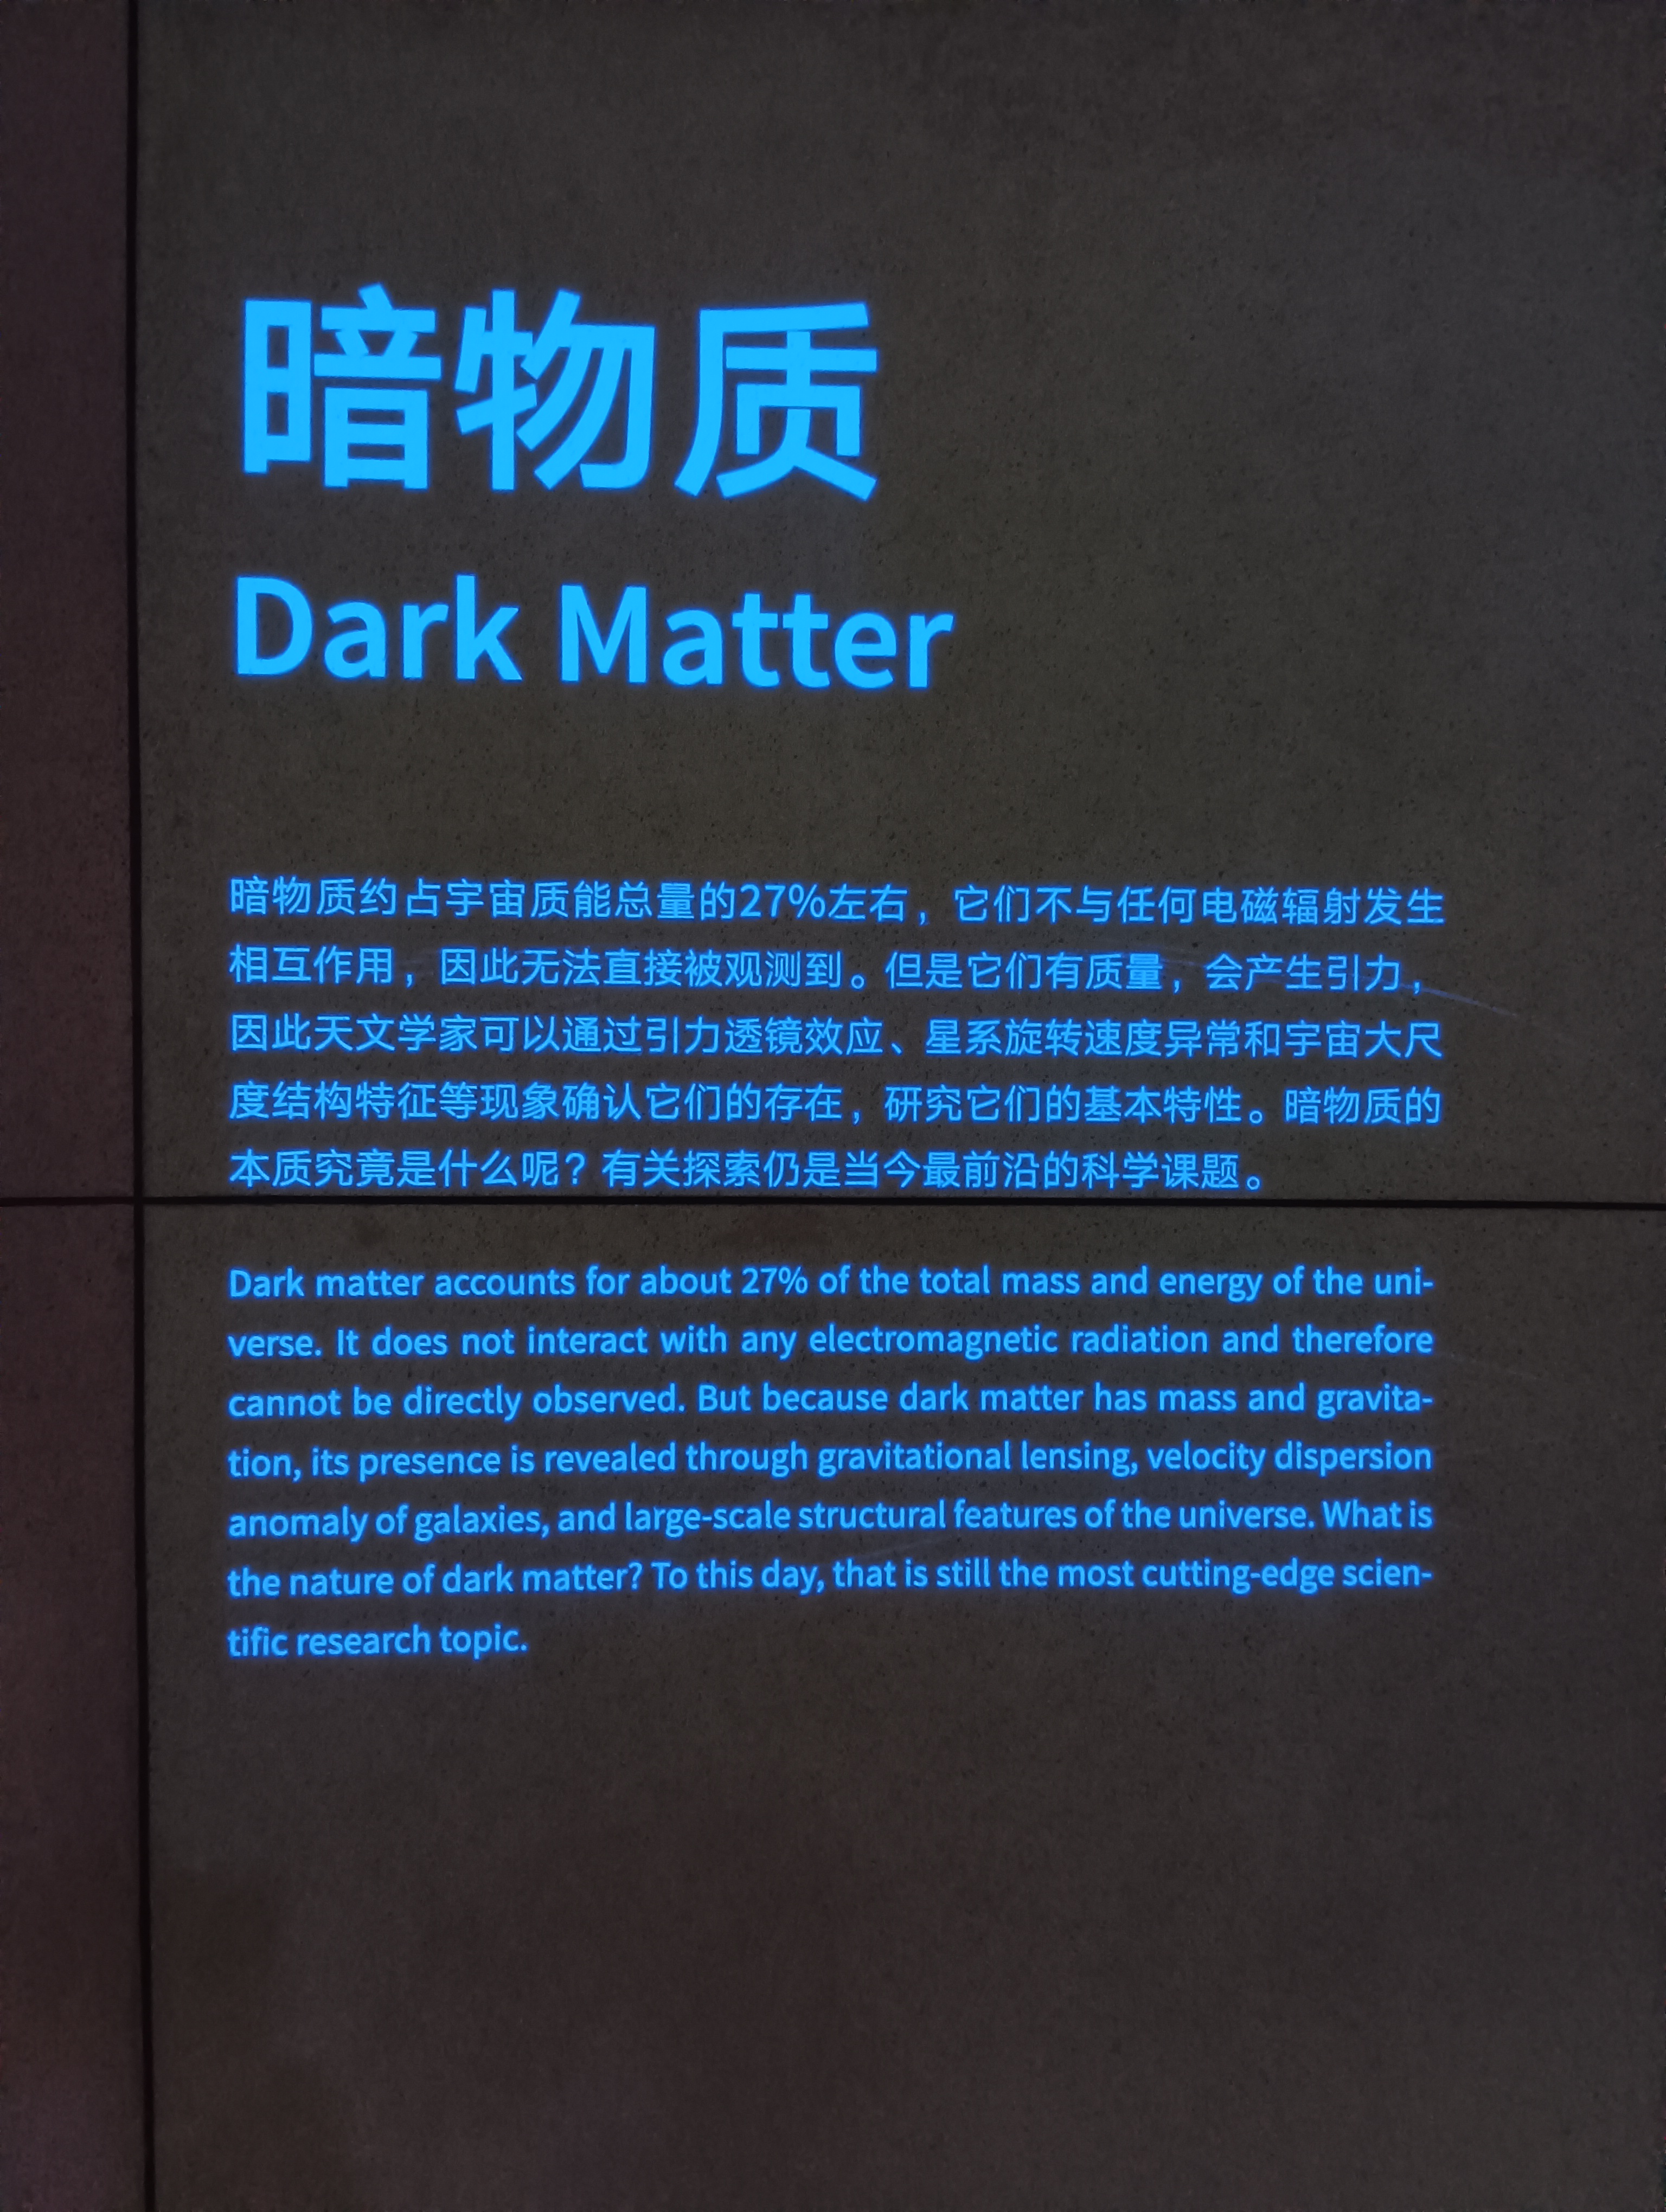 暗物质
Dark Matter
暗物质约占宇宙质能总量的27%左右，它们不与任何电磁辐射发生
相互作用，因此无法直接被观测到。但是它们有质量，会产生引力，
因此天文学家可以通过引力透镜效应、星系旋转速度异常和宇宙大尺
度结构特征等现象确认它们的存在，研究它们的基本特性。暗物质的
本质究竟是什么呢？有关探索仍是当今最前沿的科学课题。
Dark matter accounts for about 27% of the total mass and energy of the uni-
verse. It does not interact with any electromagnetic radiation and therefore
cannot be directly observed. But because dark matter has mass and gravita-
tion, its presence is revealed through gravitational lensing, velocity dispersion
anomaly of galaxies, and large-scale structural features of the universe. What is
the nature of dark matter? To this day, that is still the most cutting-edge scien-
tific research topic.